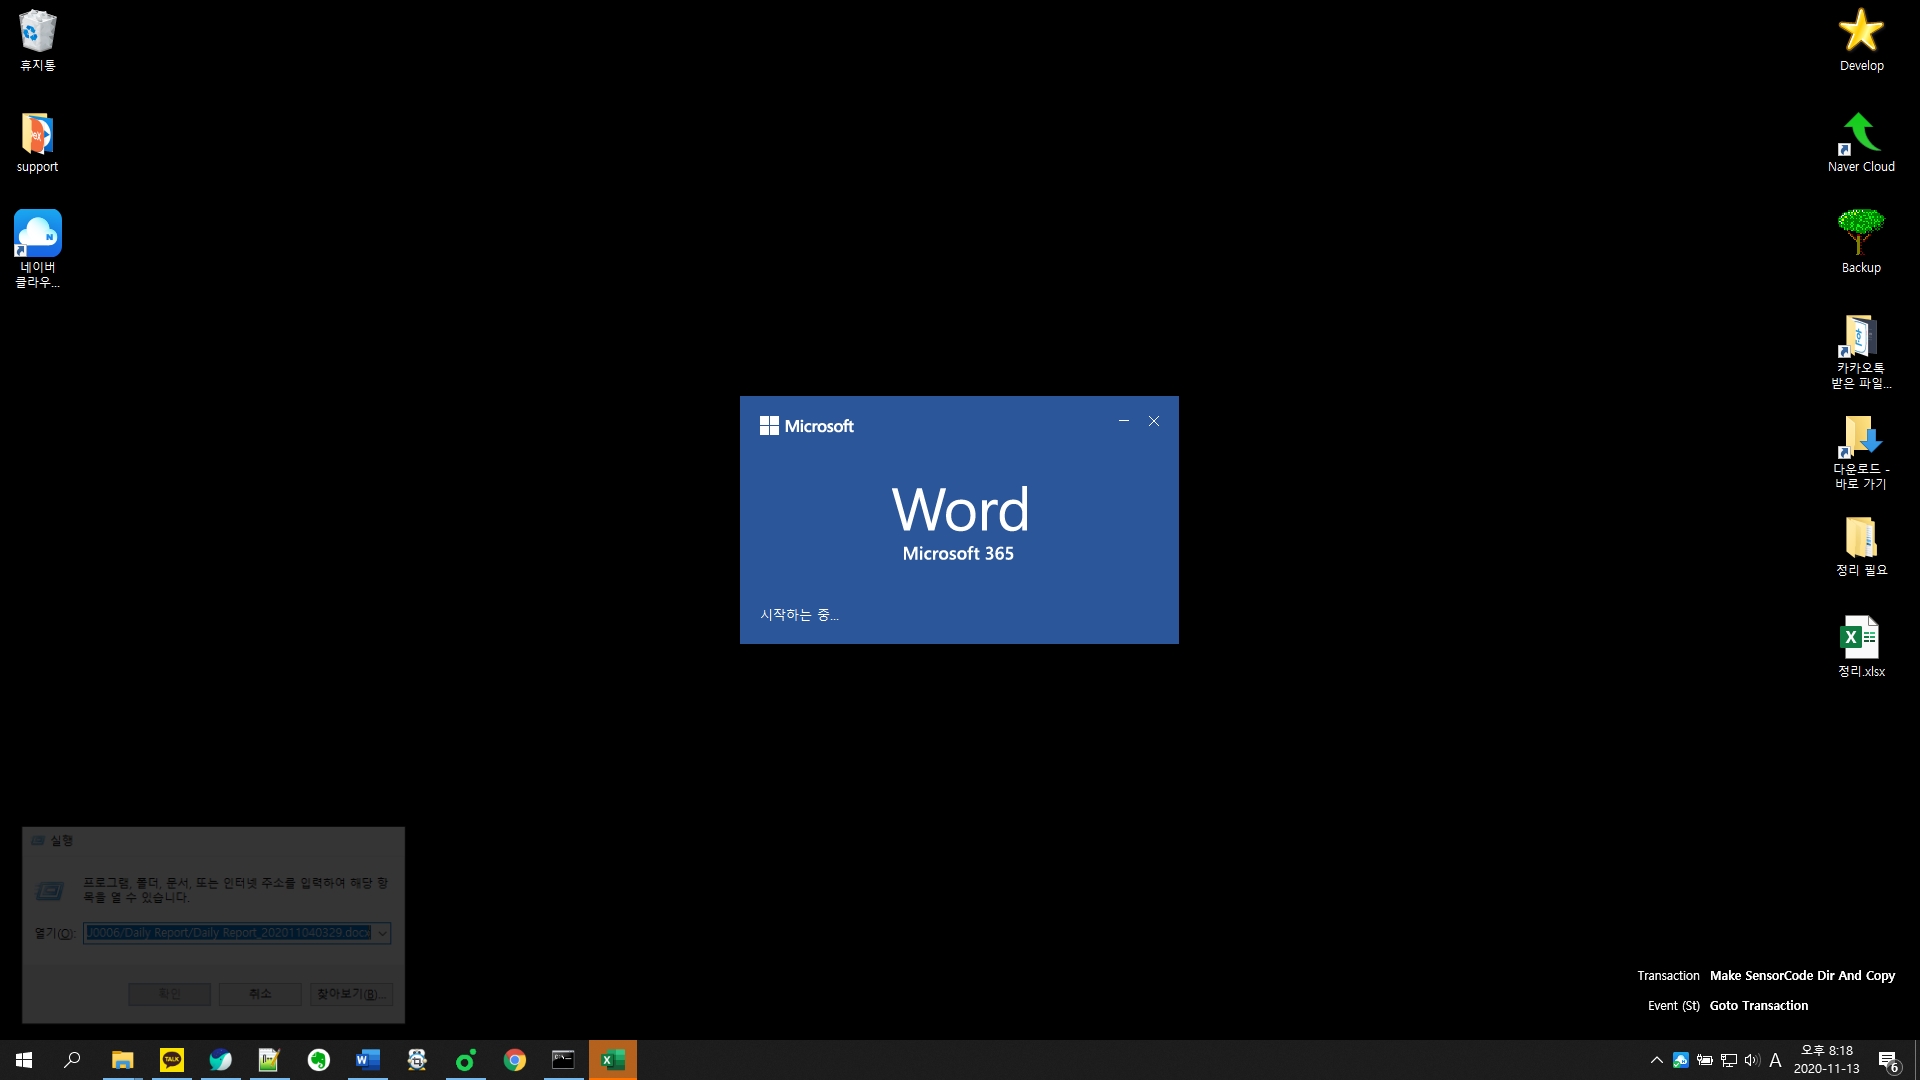 휴지통
support
네이버
클라우...
Develop
Naver Cloud
Backup
카카오톡
받은 파일...
다운로드 -
바로 가기
정리 필요
정리.xlsx
Microsoft
Word
Microsoft 365
시작하는 중...
실행
프로그램, 폴더, 문서, 또는 인터넷 주소를 입력하여 해당 항
목을 열 수 있습니다.
열기(O): J0006/Daily Report/Daily Report_202011040329.docx
확인 취소 찾아보기(B)...
Transaction Make SensorCode Dir And Copy
Event (St) Goto Transaction
TALK
A
오후 8:18
2020-11-13
6